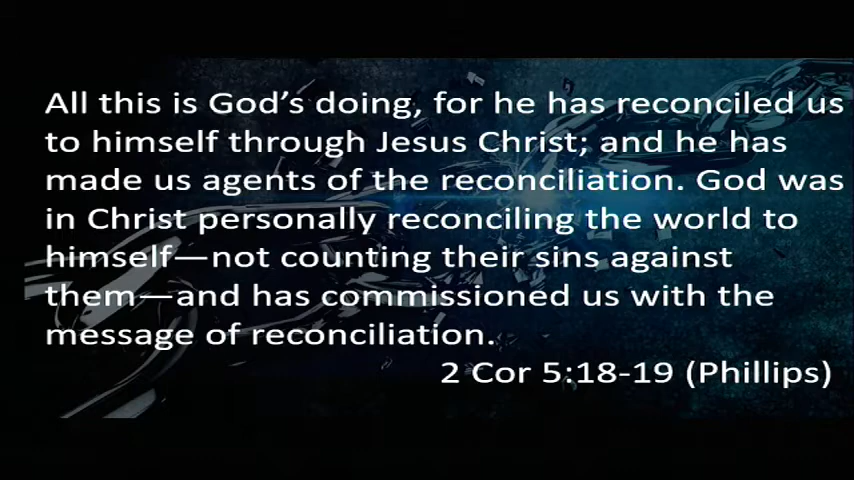 All this is God’s doing, for he has reconciled us
to himself through Jesus Christ; and he has
made us agents of the reconciliation. God was
in Christ personally reconciling the world to
himself—not counting their sins against
them—and has commissioned us with the
message of reconciliation.
2 Cor 5:18-19 (Phillips)